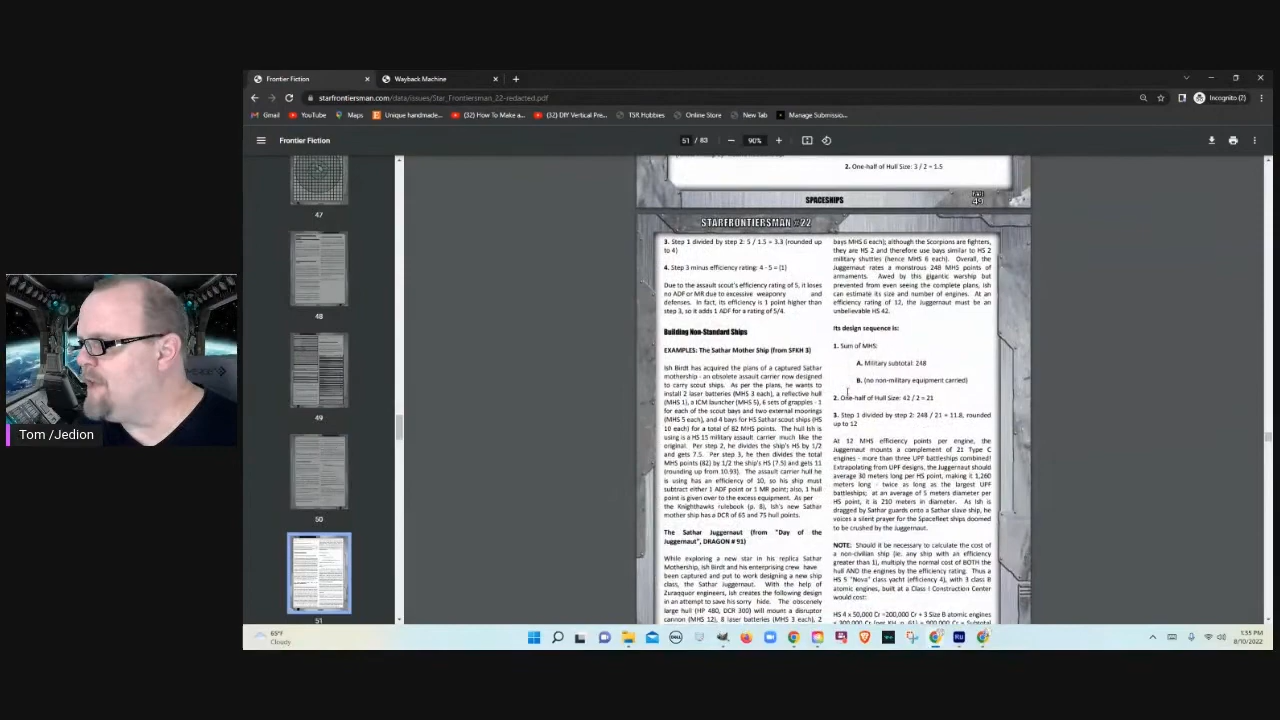 Frontier Fiction
Wayback Machine
starfrontiersman.com/data/issues/Star_Frontiersman_22-redacted.pdf
Incognito (2)
Gmail
YouTube
Maps
Unique handmade...
(32) How To Make a...
(32) DIY Vertical Pre...
TSR Hobbies
Online Store
New Tab
Manage Submissio...
Frontier Fiction
51 / 83
90%
47
48
49
50
51
2. One-half of Hull Size: 3 / 2 = 1.5
SPACESHIPS
49
STARFRONTIERSMAN #22
3. Step 1 divided by step 2: 5 / 1.5 = 3.3 (rounded up
to 4)
4. Step 3 minus efficiency rating: 4 - 5 = (1)
Due to the assault scout's efficiency rating of 5, it loses
no ADF or MR due to excessive weaponry and
defenses. In fact, its efficiency is 1 point higher than
step 3, so it adds 1 ADF for a rating of 5/4.
Building Non-Standard Ships
EXAMPLES: The Sathar Mother Ship (from SFKH 3)
Ish Birdt has acquired the plans of a captured Sathar
mothership - an obsolete assault carrier now designed
to carry scout ships. As per the plans, he wants to
install 2 laser batteries (MHS 3 each), a reflective hull
(MHS 1), a ICM launcher (MHS 5), 6 sets of grapples - 1
for each of the scout bays and two external moorings
(MHS 5 each), and 4 bays for HS Sathar scout ships (HS
10 each) for a total of 82 MHS points. The hull Ish is
using is a HS 15 military assault carrier much like the
original. Per step 2, he divides the ship's HS by 1/2
and gets 7.5. Per step 3, he then divides the total
MHS points (82) by 1/2 the ship's HS (7.5) and gets 11
(rounding up from 10.93). The assault carrier hull he
is using has an efficiency of 10, so his ship must
subtract either 1 ADF point or 1 MR point; also, 1 hull
point is given over to the excess equipment. As per
the Knighthawks rulebook (p. 8), Ish's new Sathar
mother ship has a DCR of 65 and 75 hull points.
The Sathar Juggernaut (from "Day of the
Juggernaut", DRAGON # 91)
While exploring a new star in his replica Sathar
Mothership, Ish Birdt and his enterprising crew have
been captured and put to work designing a new ship
class, the Sathar Juggernaut. With the help of
Zuraqquor engineers, Ish creates the following design
in an attempt to save his sorry hide. The obscenely
large hull (HP 480, DCR 300) will mount a disruptor
cannon (MHS 12), 8 laser batteries (MHS 3 each), 2
bays MHS 6 each); although the Scorpions are fighters,
they are HS 2 and therefore use bays similar to HS 2
military shuttles (hence MHS 6 each). Overall, the
Juggernaut rates a monstrous 248 MHS points of
armaments. Awed by this gigantic warship but
prevented from even seeing the complete plans, Ish
can estimate its size and number of engines. At an
efficiency rating of 12, the Juggernaut must be an
unbelievable HS 42.
Its design sequence is:
1. Sum of MHS:
A. Military subtotal: 248
B. (no non-military equipment carried)
2. One-half of Hull Size: 42 / 2 = 21
3. Step 1 divided by step 2: 248 / 21 = 11.8, rounded
up to 12
At 12 MHS efficiency points per engine, the
Juggernaut mounts a complement of 21 Type C
engines - more than three UPF battleships combined!
Extrapolating from UPF designs, the Juggernaut should
average 30 meters long per HS point, making it 1,260
meters long - twice as long as the largest UPF
battleships; at an average of 5 meters diameter per
HS point, it is 210 meters in diameter. As Ish is
dragged by Sathar guards onto a Sathar slave ship, he
voices a silent prayer for the Spacefleet ships doomed
to be crushed by the Juggernaut.
NOTE: Should it be necessary to calculate the cost of
a non-civilian ship (ie. any ship with an efficiency
greater than 1), multiply the normal cost of BOTH the
hull AND the engines by the efficiency rating. Thus a
HS 5 "Nova" class yacht (efficiency 4), with 3 class B
atomic engines, built at a Class I Construction Center
would cost:
HS 4 x 50,000 Cr =200,000 Cr + 3 Size B atomic engines
Tom /Jedion
65°F
Cloudy
1:35 PM
8/10/2022